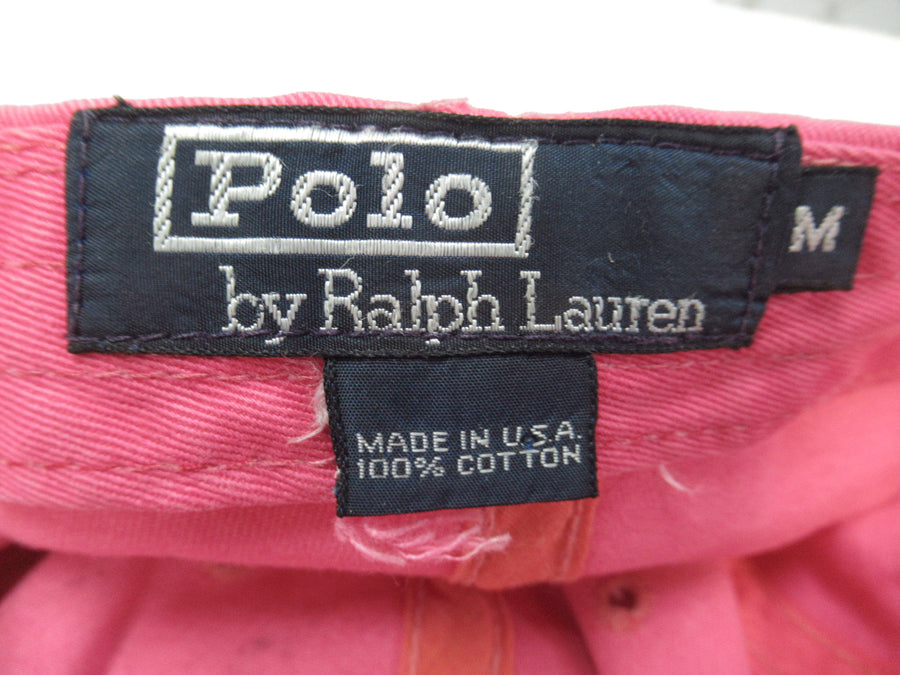 Polo
by Ralph Lauren
M
MADE IN U.S.A.
100% COTTON